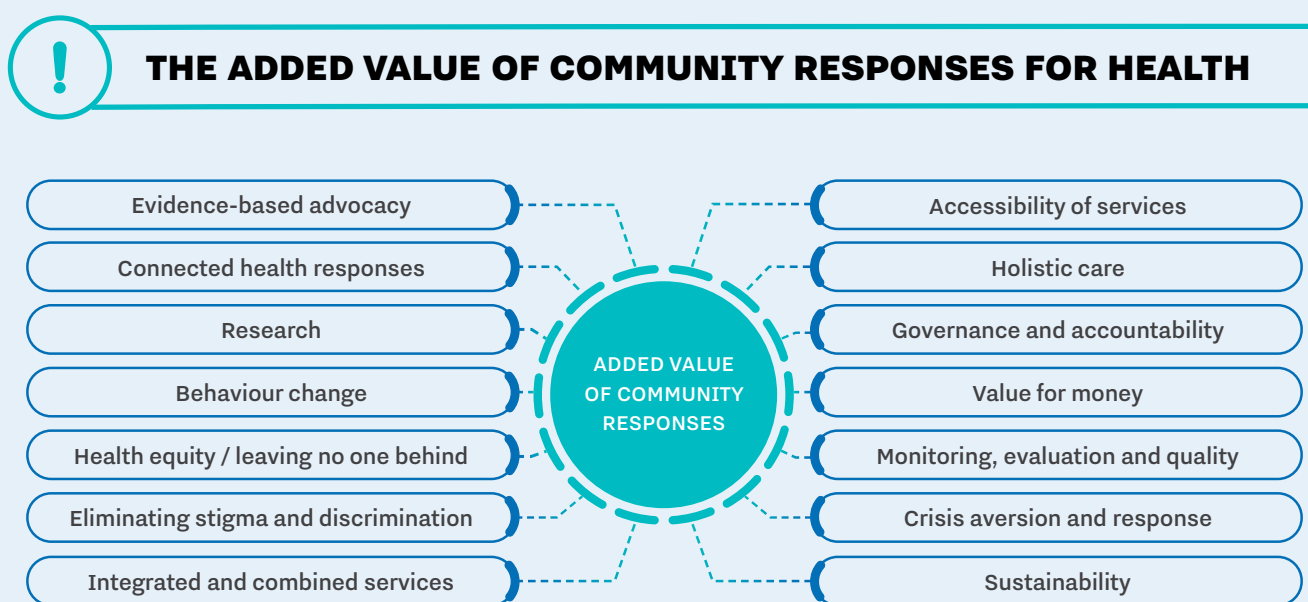 THE ADDED VALUE OF COMMUNITY RESPONSES FOR HEALTH
Evidence-based advocacy
Connected health responses
Research
Behaviour change
Health equity / leaving no one behind
Eliminating stigma and discrimination
Integrated and combined services
ADDED VALUE
OF COMMUNITY
RESPONSES
Accessibility of services
Holistic care
Governance and accountability
Value for money
Monitoring, evaluation and quality
Crisis aversion and response
Sustainability